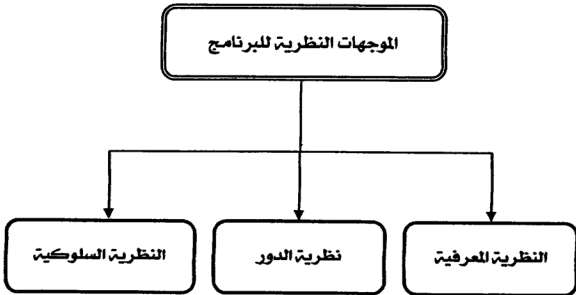 الموجهات النظرية للبرنامج
النظرية المعرفية
نظرية الدور
النظرية السلوكية